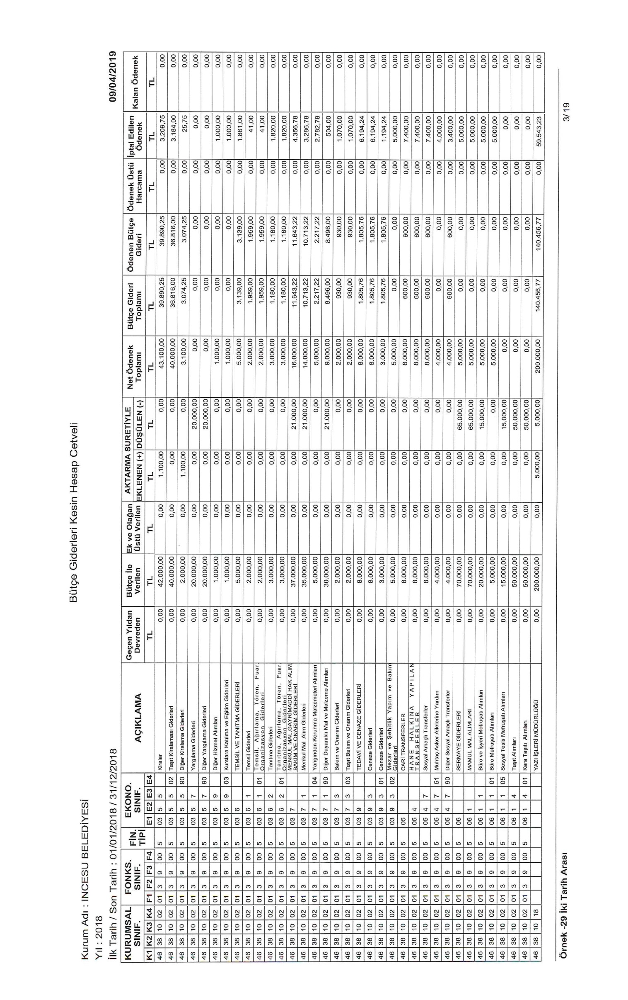 Bütçe Giderleri Kesin Hesap Cetveli
Kurum Adı : INCESU BELEDİYESİ
Yıl : 2018
İlk Tarih / Son Tarih : 01/01/2018 / 31/12/2018 09/04/2019
KURUMSAL SINIF. FONKS. SINIF. FİN. TİPİ EKONO. SINIF. AÇIKLAMA Geçen Yıldan Devreden Bütçe İle Verilen Ek ve Olağan Üstü Verilen AKTARMA SURETİYLE EKLENEN (+) DÜŞÜLEN (-) Net Ödenek Toplamı Bütçe Gideri Toplamı Ödenen Bütçe Gideri Ödenek Üstü Harcama İptal Edilen Ödenek Kalan Ödenek
K1 K2 K3 K4 F1 F2 F3 F4 E1 E2 E3 E4 TL TL TL TL TL TL TL TL TL TL TL
46 38 10 02 01 3 9 00 5 03 5 5 Kiralar 0,00 42.000,00 0,00 1.100,00 0,00 43.100,00 39.890,25 39.890,25 0,00 3.209,75 0,00
46 38 10 02 01 3 9 00 5 03 5 5 02 Taşıt Kiralaması Giderleri 0,00 40.000,00 0,00 0,00 0,00 40.000,00 36.816,00 36.816,00 0,00 3.184,00 0,00
46 38 10 02 01 3 9 00 5 03 5 5 90 Diğer Kiralama Giderleri 0,00 2.000,00 0,00 1.100,00 0,00 3.100,00 3.074,25 3.074,25 0,00 25,75 0,00
46 38 10 02 01 3 9 00 5 03 5 7 Yargılama Giderleri 0,00 20.000,00 0,00 0,00 20.000,00 0,00 0,00 0,00 0,00 0,00 0,00
46 38 10 02 01 3 9 00 5 03 5 7 90 Diğer Yargılama Giderleri 0,00 20.000,00 0,00 0,00 20.000,00 0,00 0,00 0,00 0,00 0,00 0,00
46 38 10 02 01 3 9 00 5 03 5 9 Diğer Hizmet Alımları 0,00 1.000,00 0,00 0,00 0,00 1.000,00 0,00 0,00 0,00 1.000,00 0,00
46 38 10 02 01 3 9 00 5 03 5 9 03 Kurslara Katılma ve Eğitim Giderleri 0,00 1.000,00 0,00 0,00 0,00 1.000,00 0,00 0,00 0,00 1.000,00 0,00
46 38 10 02 01 3 9 00 5 03 6 TEMSİL VE TANITMA GİDERLERİ 0,00 5.000,00 0,00 0,00 0,00 5.000,00 3.139,00 3.139,00 0,00 1.861,00 0,00
46 38 10 02 01 3 9 00 5 03 6 1 Temsil Giderleri 0,00 2.000,00 0,00 0,00 0,00 2.000,00 1.959,00 1.959,00 0,00 41,00 0,00
46 38 10 02 01 3 9 00 5 03 6 1 01 Temsil, Ağırlama, Tören, Fuar, Organizasyon Giderleri 0,00 2.000,00 0,00 0,00 0,00 2.000,00 1.959,00 1.959,00 0,00 41,00 0,00
46 38 10 02 01 3 9 00 5 03 6 2 Tanıtma Giderleri 0,00 3.000,00 0,00 0,00 0,00 3.000,00 1.180,00 1.180,00 0,00 1.820,00 0,00
46 38 10 02 01 3 9 00 5 03 6 2 01 Tanıtma, Ağırlama, Tören, Fuar, Organizasyon Giderleri 0,00 3.000,00 0,00 0,00 0,00 3.000,00 1.180,00 1.180,00 0,00 1.820,00 0,00
46 38 10 02 01 3 9 00 5 03 7 MENKUL MAL,GAYRİMADDİ HAK ALIM, BAKIM VE ONARIM GİDERLERİ 0,00 37.000,00 0,00 0,00 21.000,00 16.000,00 11.643,22 11.643,22 0,00 4.356,78 0,00
46 38 10 02 01 3 9 00 5 03 7 1 Menkul Mal Alım Giderleri 0,00 35.000,00 0,00 0,00 21.000,00 14.000,00 10.713,22 10.713,22 0,00 3.286,78 0,00
46 38 10 02 01 3 9 00 5 03 7 1 04 Yangından Korunma Malzemeleri Alımları 0,00 5.000,00 0,00 0,00 0,00 5.000,00 2.217,22 2.217,22 0,00 2.782,78 0,00
46 38 10 02 01 3 9 00 5 03 7 1 90 Diğer Dayanıklı Mal ve Malzeme Alımları 0,00 30.000,00 0,00 0,00 21.000,00 9.000,00 8.496,00 8.496,00 0,00 504,00 0,00
46 38 10 02 01 3 9 00 5 03 7 3 Bakım ve Onarım Giderleri 0,00 2.000,00 0,00 0,00 0,00 2.000,00 930,00 930,00 0,00 1.070,00 0,00
46 38 10 02 01 3 9 00 5 03 7 3 03 Taşıt Bakım ve Onarım Giderleri 0,00 2.000,00 0,00 0,00 0,00 2.000,00 930,00 930,00 0,00 1.070,00 0,00
46 38 10 02 01 3 9 00 5 03 9 TEDAVİ VE CENAZE GİDERLERİ 0,00 8.000,00 0,00 0,00 0,00 8.000,00 1.805,76 1.805,76 0,00 6.194,24 0,00
46 38 10 02 01 3 9 00 5 03 9 3 Cenaze Giderleri 0,00 8.000,00 0,00 0,00 0,00 8.000,00 1.805,76 1.805,76 0,00 6.194,24 0,00
46 38 10 02 01 3 9 00 5 03 9 3 01 Cenaze Giderleri 0,00 3.000,00 0,00 0,00 0,00 3.000,00 1.805,76 1.805,76 0,00 1.194,24 0,00
46 38 10 02 01 3 9 00 5 03 9 3 02 Mezar ve Şehitlik Yapım ve Bakım Giderleri 0,00 5.000,00 0,00 0,00 0,00 5.000,00 0,00 0,00 0,00 5.000,00 0,00
46 38 10 02 01 3 9 00 5 05 CARİ TRANSFERLER 0,00 8.000,00 0,00 0,00 0,00 8.000,00 600,00 600,00 0,00 7.400,00 0,00
46 38 10 02 01 3 9 00 5 05 4 HANE HALKINA YAPILAN TRANSFERLER 0,00 8.000,00 0,00 0,00 0,00 8.000,00 600,00 600,00 0,00 7.400,00 0,00
46 38 10 02 01 3 9 00 5 05 4 7 Sosyal Amaçlı Transferler 0,00 8.000,00 0,00 0,00 0,00 8.000,00 600,00 600,00 0,00 7.400,00 0,00
46 38 10 02 01 3 9 00 5 05 4 7 51 Muhtaç Asker Ailelerine Yardım 0,00 4.000,00 0,00 0,00 0,00 4.000,00 0,00 0,00 0,00 4.000,00 0,00
46 38 10 02 01 3 9 00 5 05 4 7 90 Diğer Sosyal Amaçlı Transferler 0,00 4.000,00 0,00 0,00 0,00 4.000,00 600,00 600,00 0,00 3.400,00 0,00
46 38 10 02 01 3 9 00 5 06 SERMAYE GİDERLERİ 0,00 70.000,00 0,00 0,00 65.000,00 5.000,00 0,00 0,00 0,00 5.000,00 0,00
46 38 10 02 01 3 9 00 5 06 1 MAMUL MAL ALIMLARI 0,00 70.000,00 0,00 0,00 65.000,00 5.000,00 0,00 0,00 0,00 5.000,00 0,00
46 38 10 02 01 3 9 00 5 06 1 1 Büro ve İşyeri Mefruşatı Alımları 0,00 20.000,00 0,00 0,00 15.000,00 5.000,00 0,00 0,00 0,00 5.000,00 0,00
46 38 10 02 01 3 9 00 5 06 1 1 01 Büro Mefruşatı Alımları 0,00 5.000,00 0,00 0,00 0,00 5.000,00 0,00 0,00 0,00 5.000,00 0,00
46 38 10 02 01 3 9 00 5 06 1 1 05 Sosyal Tesis Mefruşatı Alımları 0,00 15.000,00 0,00 0,00 15.000,00 0,00 0,00 0,00 0,00 0,00 0,00
46 38 10 02 01 3 9 00 5 06 1 4 Taşıt Alımları 0,00 50.000,00 0,00 0,00 50.000,00 0,00 0,00 0,00 0,00 0,00 0,00
46 38 10 02 01 3 9 00 5 06 1 4 01 Kara Taşıtı Alımları 0,00 50.000,00 0,00 0,00 50.000,00 0,00 0,00 0,00 0,00 0,00 0,00
46 38 10 18 YAZI İŞLERİ MÜDÜRLÜĞÜ 0,00 200.000,00 0,00 5.000,00 5.000,00 200.000,00 140.456,77 140.456,77 0,00 59.543,23 0,00
Örnek -29 İki Tarih Arası 3/19